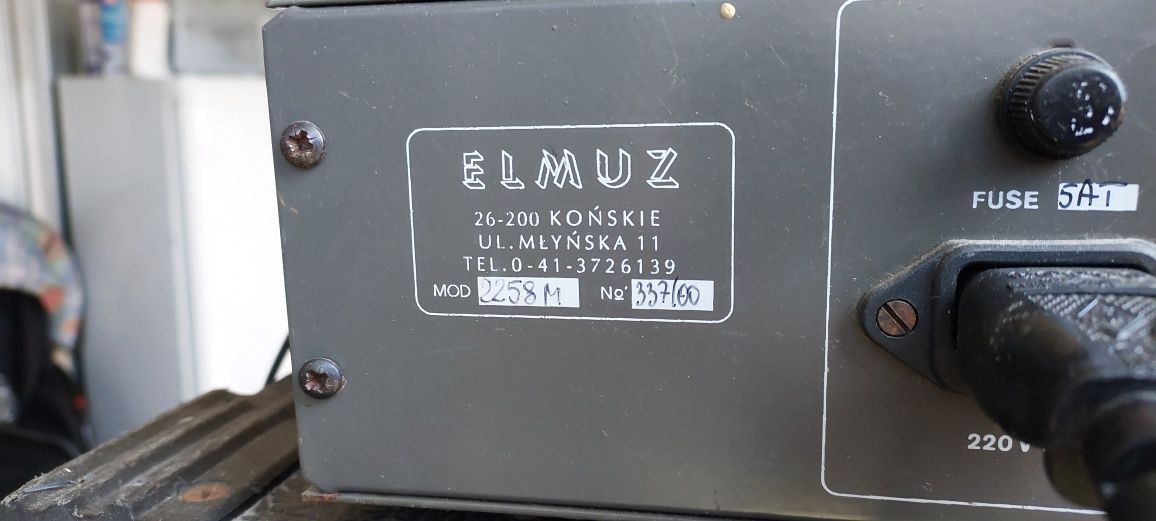 ELMUZ
26-200 KOŃSKIE
UL. MŁYŃSKA 11
TEL. 0-41-3726139
MOD 2258M No 337/00
FUSE 5AT
220 V